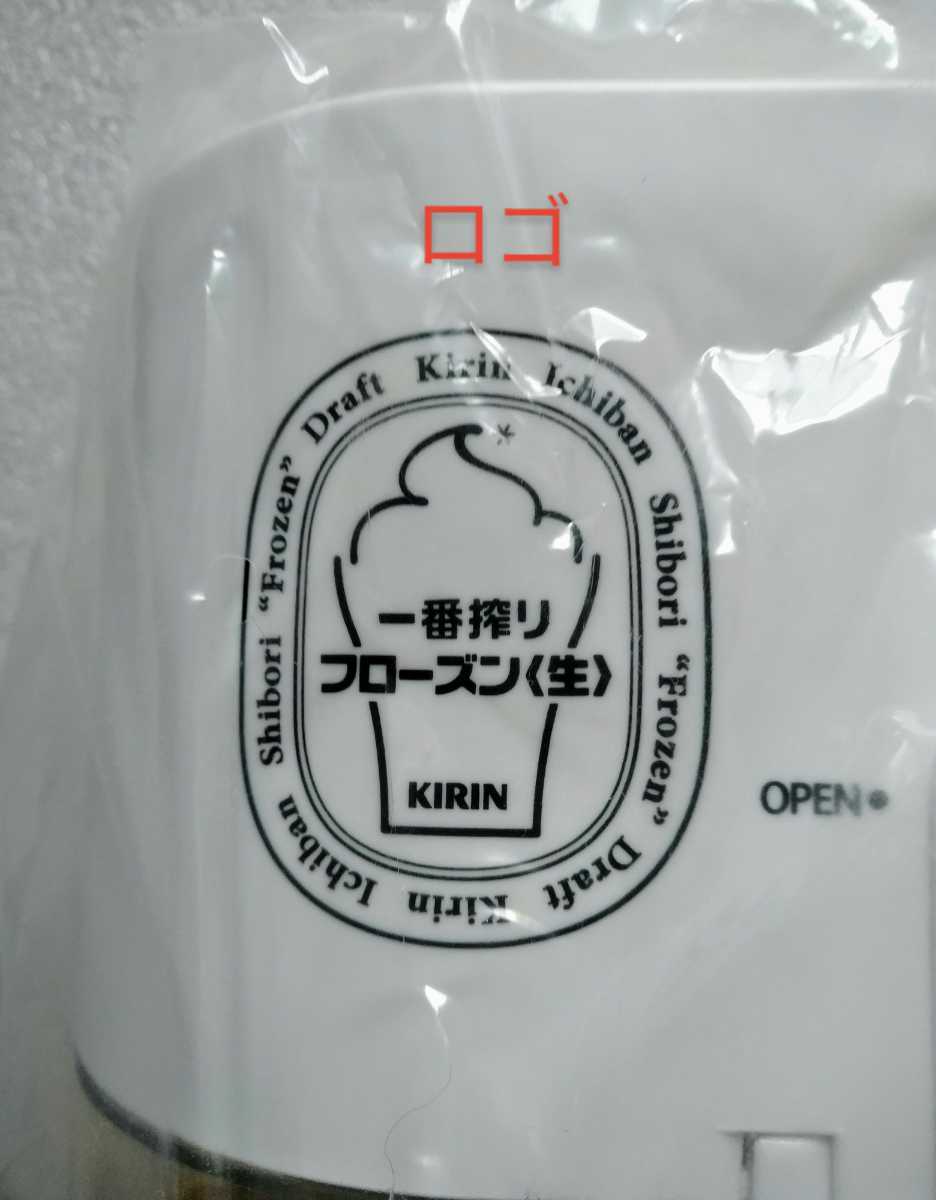 ロゴ
Kirin Ichiban Shibori “Frozen” Draft Kirin Ichiban Shibori “Frozen” Draft
一番搾り
フローズン《生》
KIRIN
OPEN●